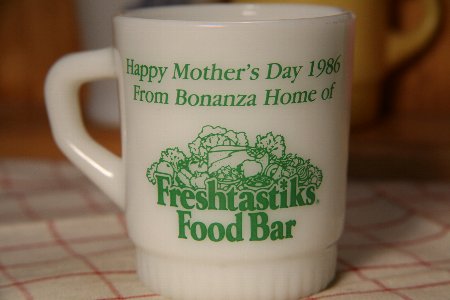 Happy Mother's Day 1986
From Bonanza Home of
Freshtastiks®
Food Bar